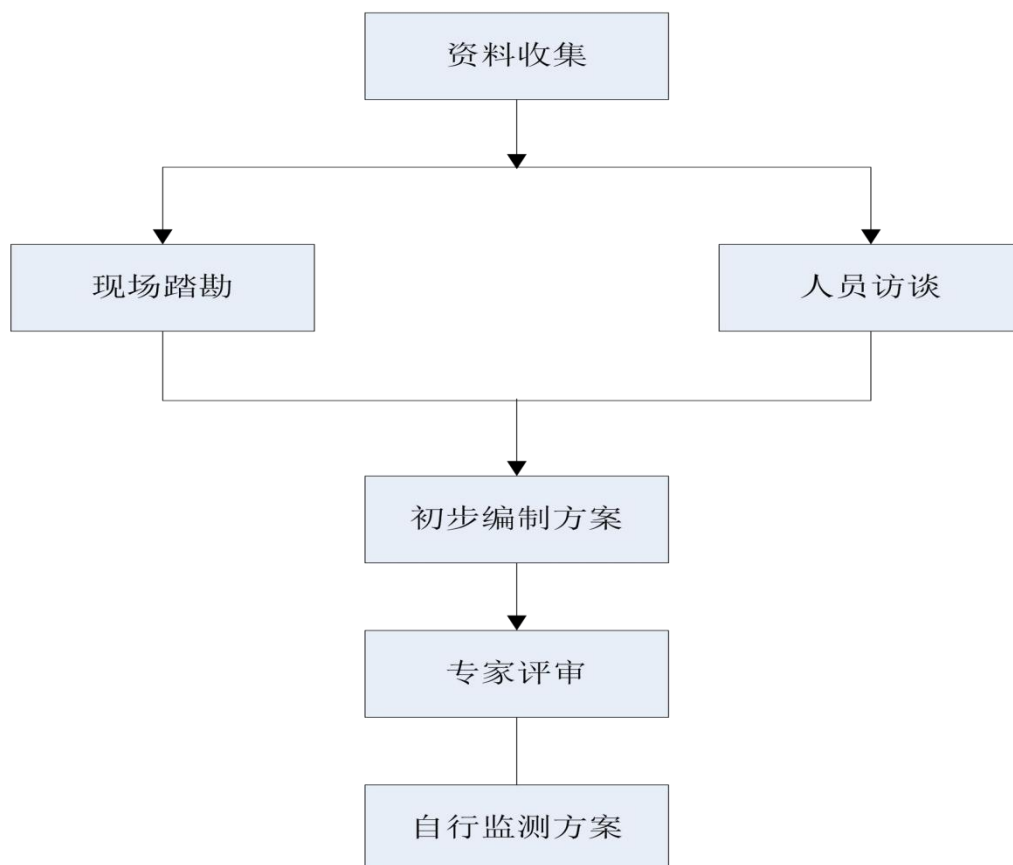 资料收集
现场踏勘
人员访谈
初步编制方案
专家评审
自行监测方案